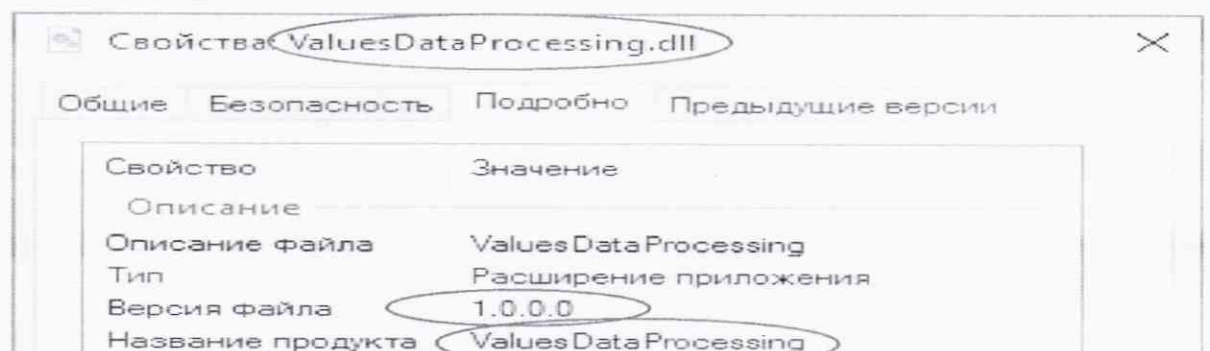 Свойства: ValuesDataProcessing.dll
Общие Безопасность Подробно Предыдущие версии
Свойство Значение
Описание
Описание файла ValuesDataProcessing
Тип Расширение приложения
Версия файла 1.0.0.0
Название продукта ValuesDataProcessing